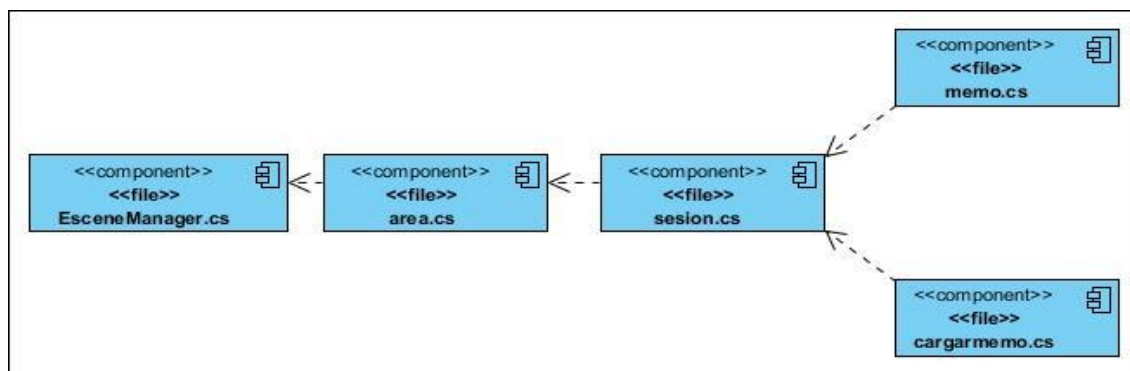 <<component>>
<<file>>
memo.cs
<<component>>
<<file>>
EsceneManager.cs
<<component>>
<<file>>
area.cs
<<component>>
<<file>>
sesion.cs
<<component>>
<<file>>
cargarmemo.cs